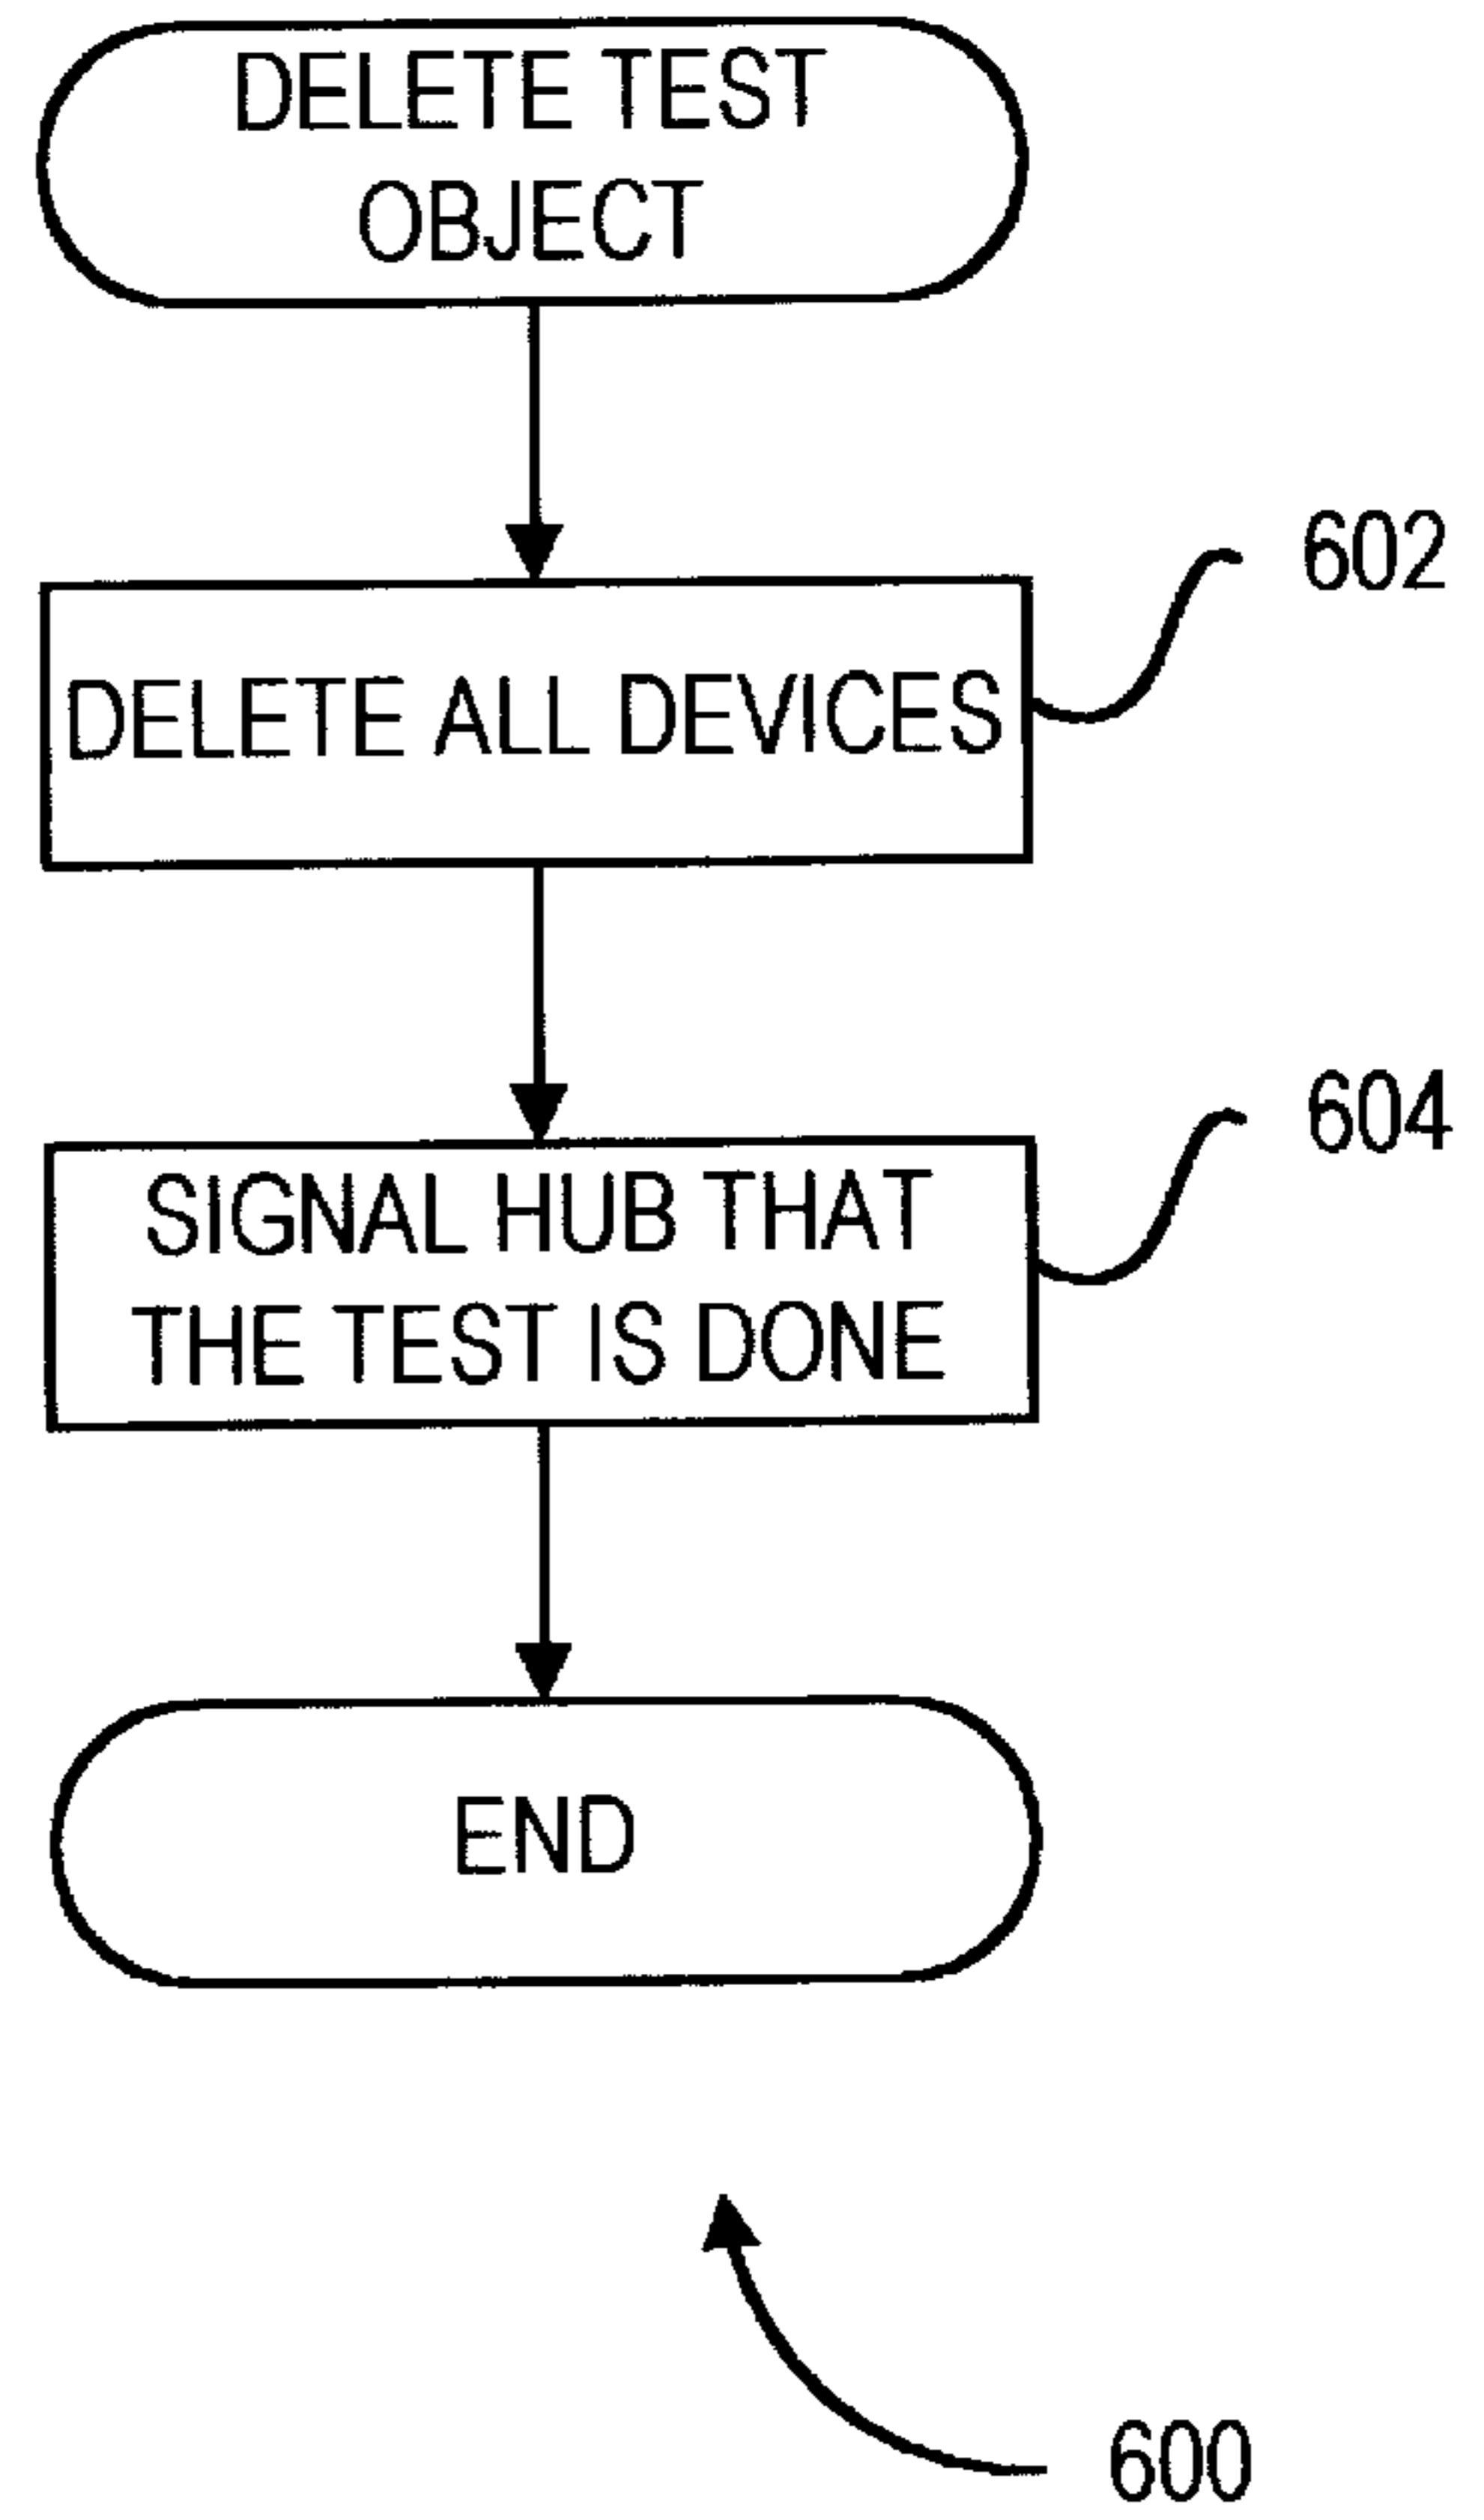 DELETE TEST
OBJECT
602
DELETE ALL DEVICES
604
SIGNAL HUB THAT
THE TEST IS DONE
END
600